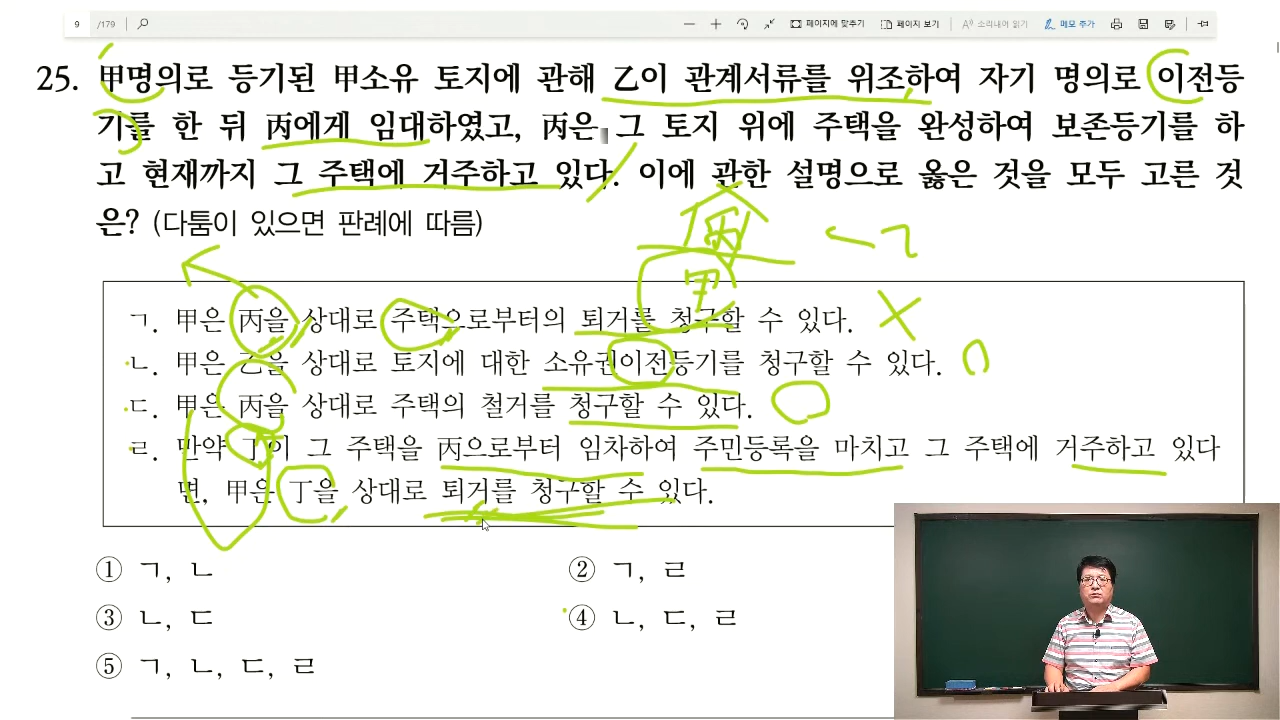 9 /179 페이지에 맞추기 페이지 보기 소리내어 읽기 메모 추가
25. 甲명의로 등기된 甲소유 토지에 관해 乙이 관계서류를 위조하여 자기 명의로 이전등
기를 한 뒤 丙에게 임대하였고, 丙은 그 토지 위에 주택을 완성하여 보존등기를 하
고 현재까지 그 주택에 거주하고 있다. 이에 관한 설명으로 옳은 것을 모두 고른 것
은? (다툼이 있으면 판례에 따름)
丙
甲
ㄱ. 甲은 丙을 상대로 주택으로부터의 퇴거를 청구할 수 있다.
ㄴ. 甲은 乙을 상대로 토지에 대한 소유권이전등기를 청구할 수 있다.
ㄷ. 甲은 丙을 상대로 주택의 철거를 청구할 수 있다.
ㄹ. 만약 丁이 그 주택을 丙으로부터 임차하여 주민등록을 마치고 그 주택에 거주하고 있다
면, 甲은 丁을 상대로 퇴거를 청구할 수 있다.
① ㄱ, ㄴ
② ㄱ, ㄹ
③ ㄴ, ㄷ
④ ㄴ, ㄷ, ㄹ
⑤ ㄱ, ㄴ, ㄷ, ㄹ